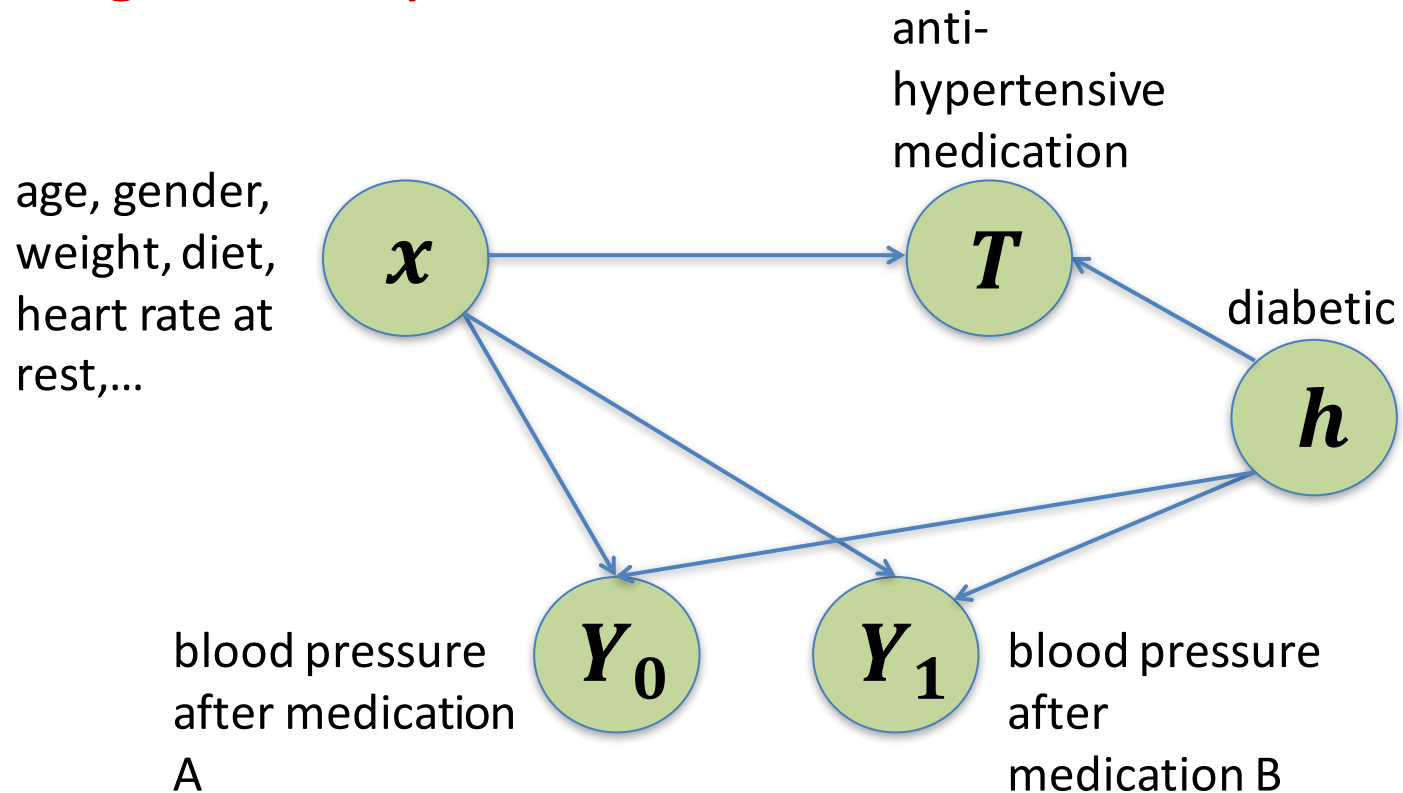 anti-
hypertensive
medication
age, gender,
weight, diet,
heart rate at
rest,...
x
T
diabetic
h
Y0
Y1
blood pressure
after medication
A
blood pressure
after
medication B